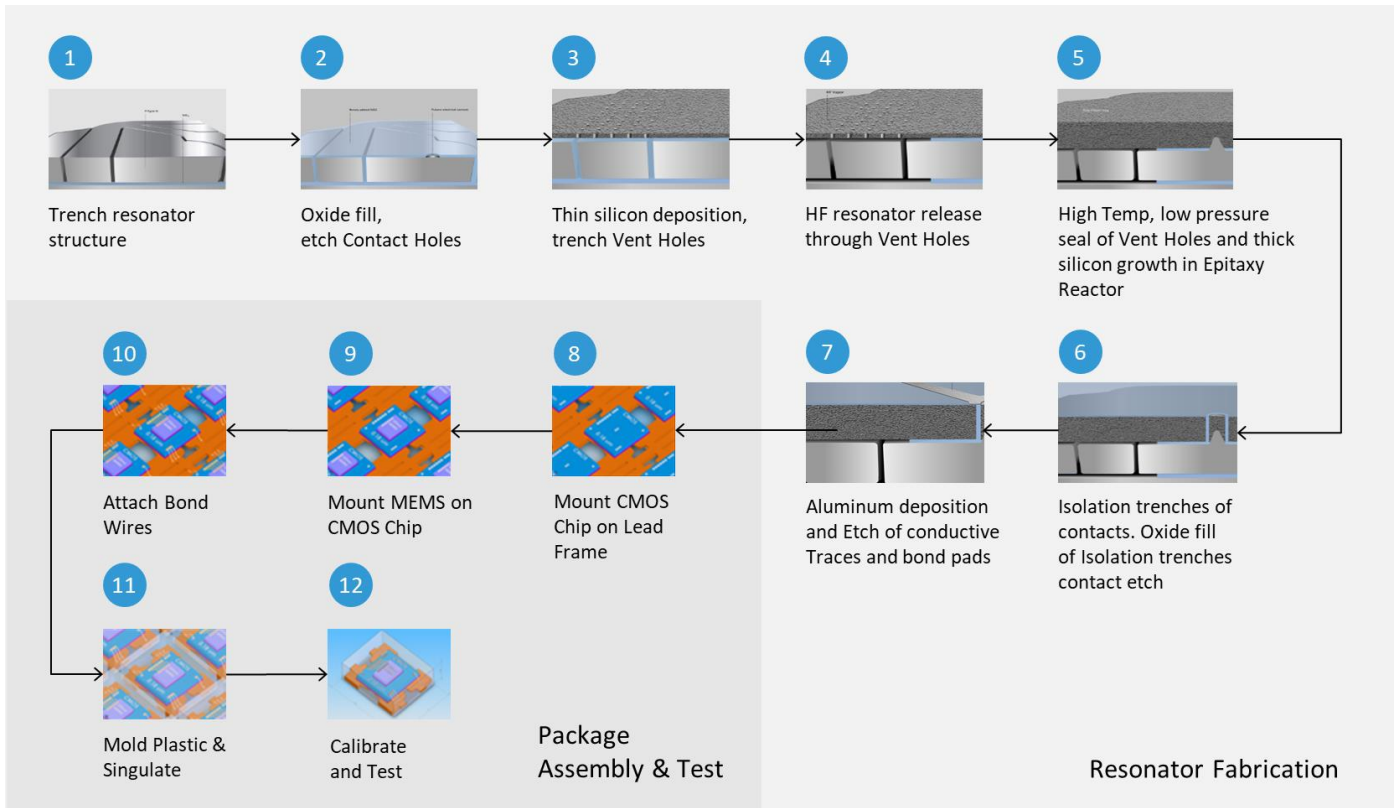 1
Trench resonator
structure
2
Oxide fill,
etch Contact Holes
3
Thin silicon deposition,
trench Vent Holes
4
HF resonator release
through Vent Holes
5
High Temp, low pressure
seal of Vent Holes and thick
silicon growth in Epitaxy
Reactor
6
Isolation trenches of
contacts. Oxide fill
of Isolation trenches
contact etch
7
Aluminum deposition
and Etch of conductive
Traces and bond pads
8
Mount CMOS
Chip on Lead
Frame
9
Mount MEMS on
CMOS Chip
10
Attach Bond
Wires
11
Mold Plastic &
Singulate
12
Calibrate
and Test
Package
Assembly & Test
Resonator Fabrication